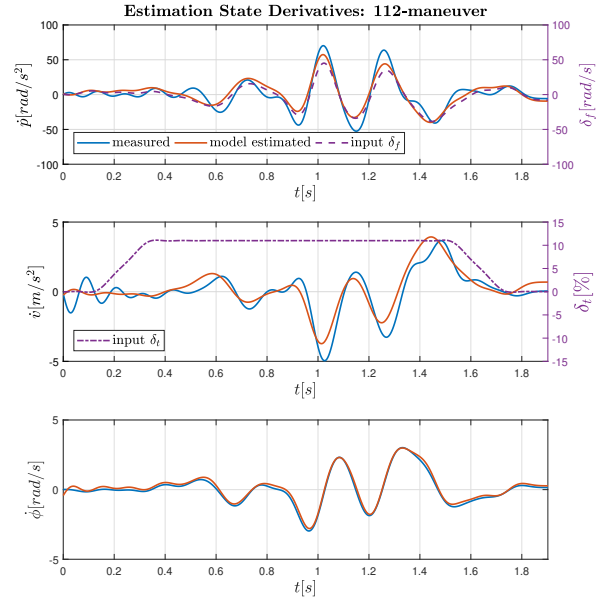 Estimation State Derivatives: 112-maneuver
ṗ[rad/s²]
100
50
0
-50
-100
measured model estimated input δf
100
50
0
-50
-100
δf[rad/s]
0 0.2 0.4 0.6 0.8 1 1.2 1.4 1.6 1.8
t[s]
v̇[m/s²]
5
0
-5
input δt
15
10
5
0
-5
-10
-15
δt[%]
0 0.2 0.4 0.6 0.8 1 1.2 1.4 1.6 1.8
t[s]
ϕ̇[rad/s]
5
0
-5
0 0.2 0.4 0.6 0.8 1 1.2 1.4 1.6 1.8
t[s]